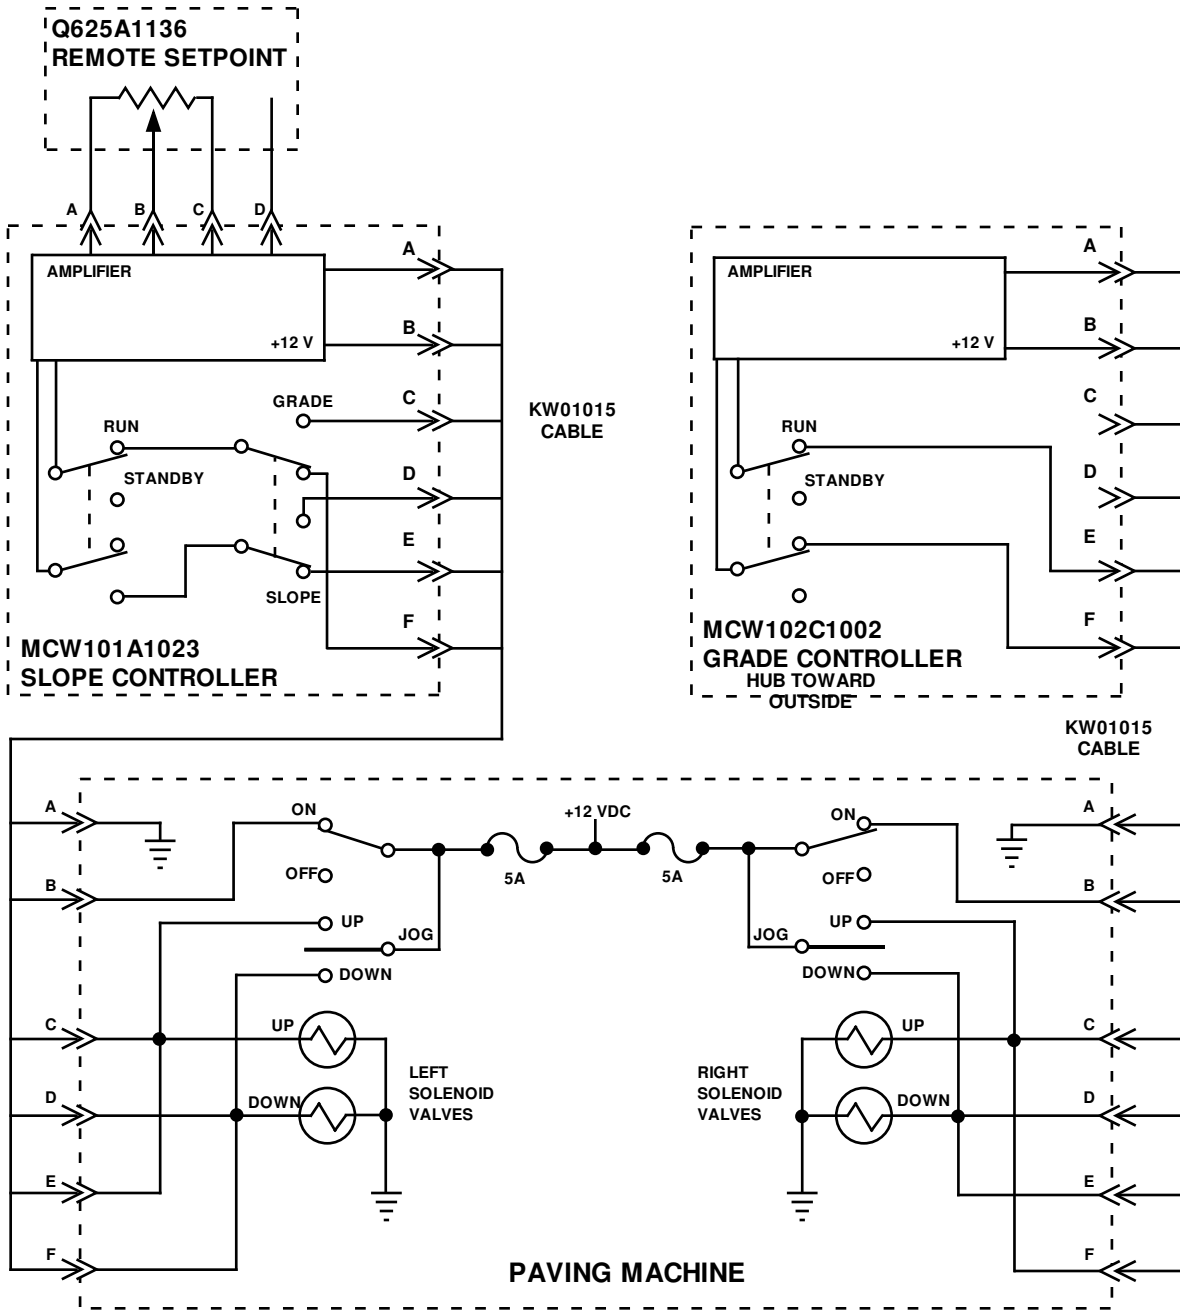 Q625A1136
REMOTE SETPOINT
A B C D
AMPLIFIER
+12 V
A
B
GRADE
C
RUN
STANDBY
D
E
SLOPE
F
MCW101A1023
SLOPE CONTROLLER
KW01015
CABLE
AMPLIFIER
+12 V
A
B
C
RUN
STANDBY
D
E
F
MCW102C1002
GRADE CONTROLLER
HUB TOWARD
OUTSIDE
KW01015
CABLE
A
ON
+12 VDC
ON
A
5A
5A
B
OFF
OFF
B
UP
UP
JOG
JOG
DOWN
DOWN
C
UP
UP
C
LEFT
SOLENOID
VALVES
RIGHT
SOLENOID
VALVES
D
DOWN
DOWN
D
E
E
F
F
PAVING MACHINE